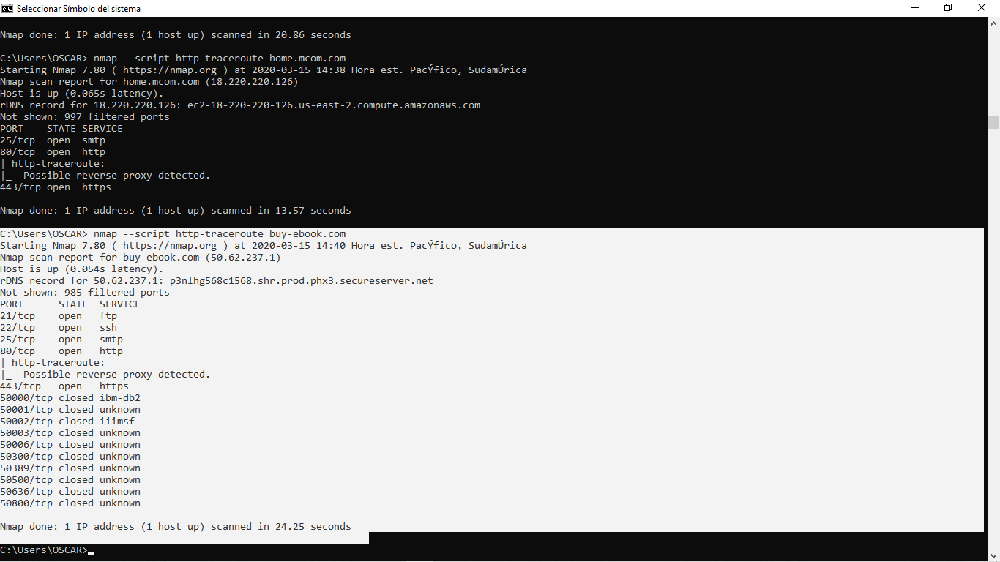 Seleccionar Símbolo del sistema
Nmap done: 1 IP address (1 host up) scanned in 20.86 seconds
C:\Users\OSCAR> nmap --script http-traceroute home.mcom.com
Starting Nmap 7.80 ( https://nmap.org ) at 2020-03-15 14:38 Hora est. PacÝfico, SudamÚrica
Nmap scan report for home.mcom.com (18.220.220.126)
Host is up (0.065s latency).
rDNS record for 18.220.220.126: ec2-18-220-220-126.us-east-2.compute.amazonaws.com
Not shown: 997 filtered ports
PORT    STATE SERVICE
25/tcp  open  smtp
80/tcp  open  http
| http-traceroute:
|_  Possible reverse proxy detected.
443/tcp open  https
Nmap done: 1 IP address (1 host up) scanned in 13.57 seconds
C:\Users\OSCAR> nmap --script http-traceroute buy-ebook.com
Starting Nmap 7.80 ( https://nmap.org ) at 2020-03-15 14:40 Hora est. PacÝfico, SudamÚrica
Nmap scan report for buy-ebook.com (50.62.237.1)
Host is up (0.054s latency).
rDNS record for 50.62.237.1: p3nlhg568c1568.shr.prod.phx3.secureserver.net
Not shown: 985 filtered ports
PORT      STATE  SERVICE
21/tcp    open   ftp
22/tcp    open   ssh
25/tcp    open   smtp
80/tcp    open   http
| http-traceroute:
|_  Possible reverse proxy detected.
443/tcp   open   https
50000/tcp closed ibm-db2
50001/tcp closed unknown
50002/tcp closed iiimsf
50003/tcp closed unknown
50006/tcp closed unknown
50300/tcp closed unknown
50389/tcp closed unknown
50500/tcp closed unknown
50636/tcp closed unknown
50800/tcp closed unknown
Nmap done: 1 IP address (1 host up) scanned in 24.25 seconds
C:\Users\OSCAR>